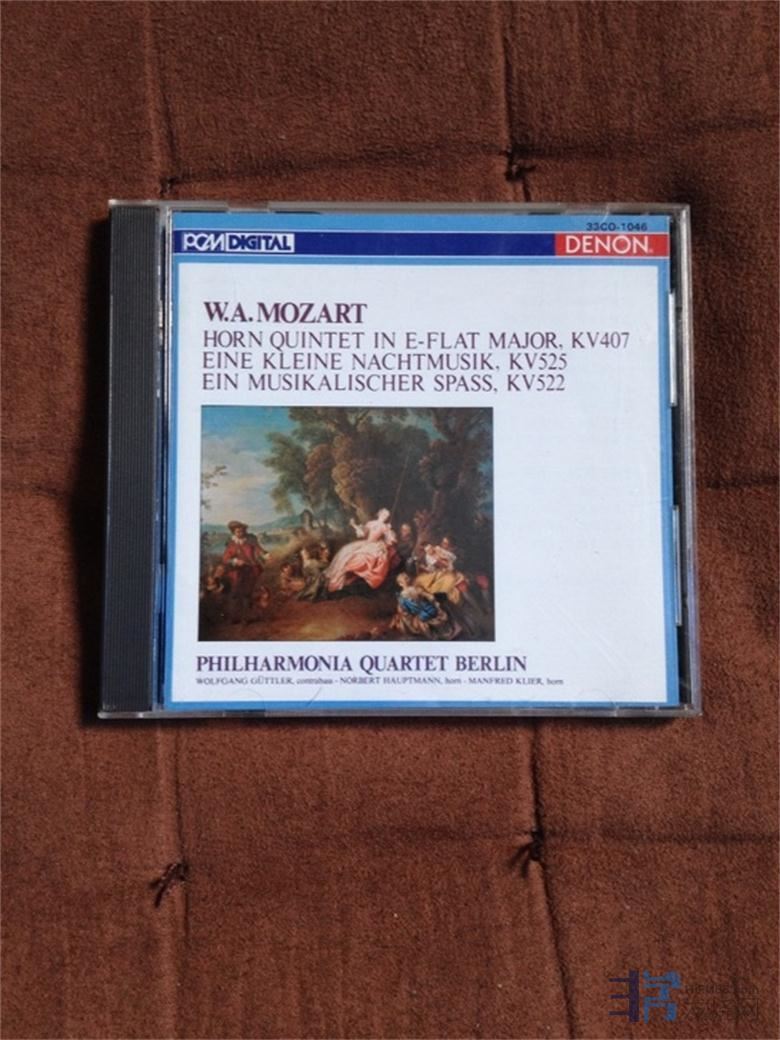 33CO-1046
PCM DIGITAL
DENON
W.A. MOZART
HORN QUINTET IN E-FLAT MAJOR, KV407
EINE KLEINE NACHTMUSIK, KV525
EIN MUSIKALISCHER SPASS, KV522
PHILHARMONIA QUARTET BERLIN
WOLFGANG GÜTTLER, contrabass - NORBERT HAUPTMANN, horn - MANFRED KLIER, horn